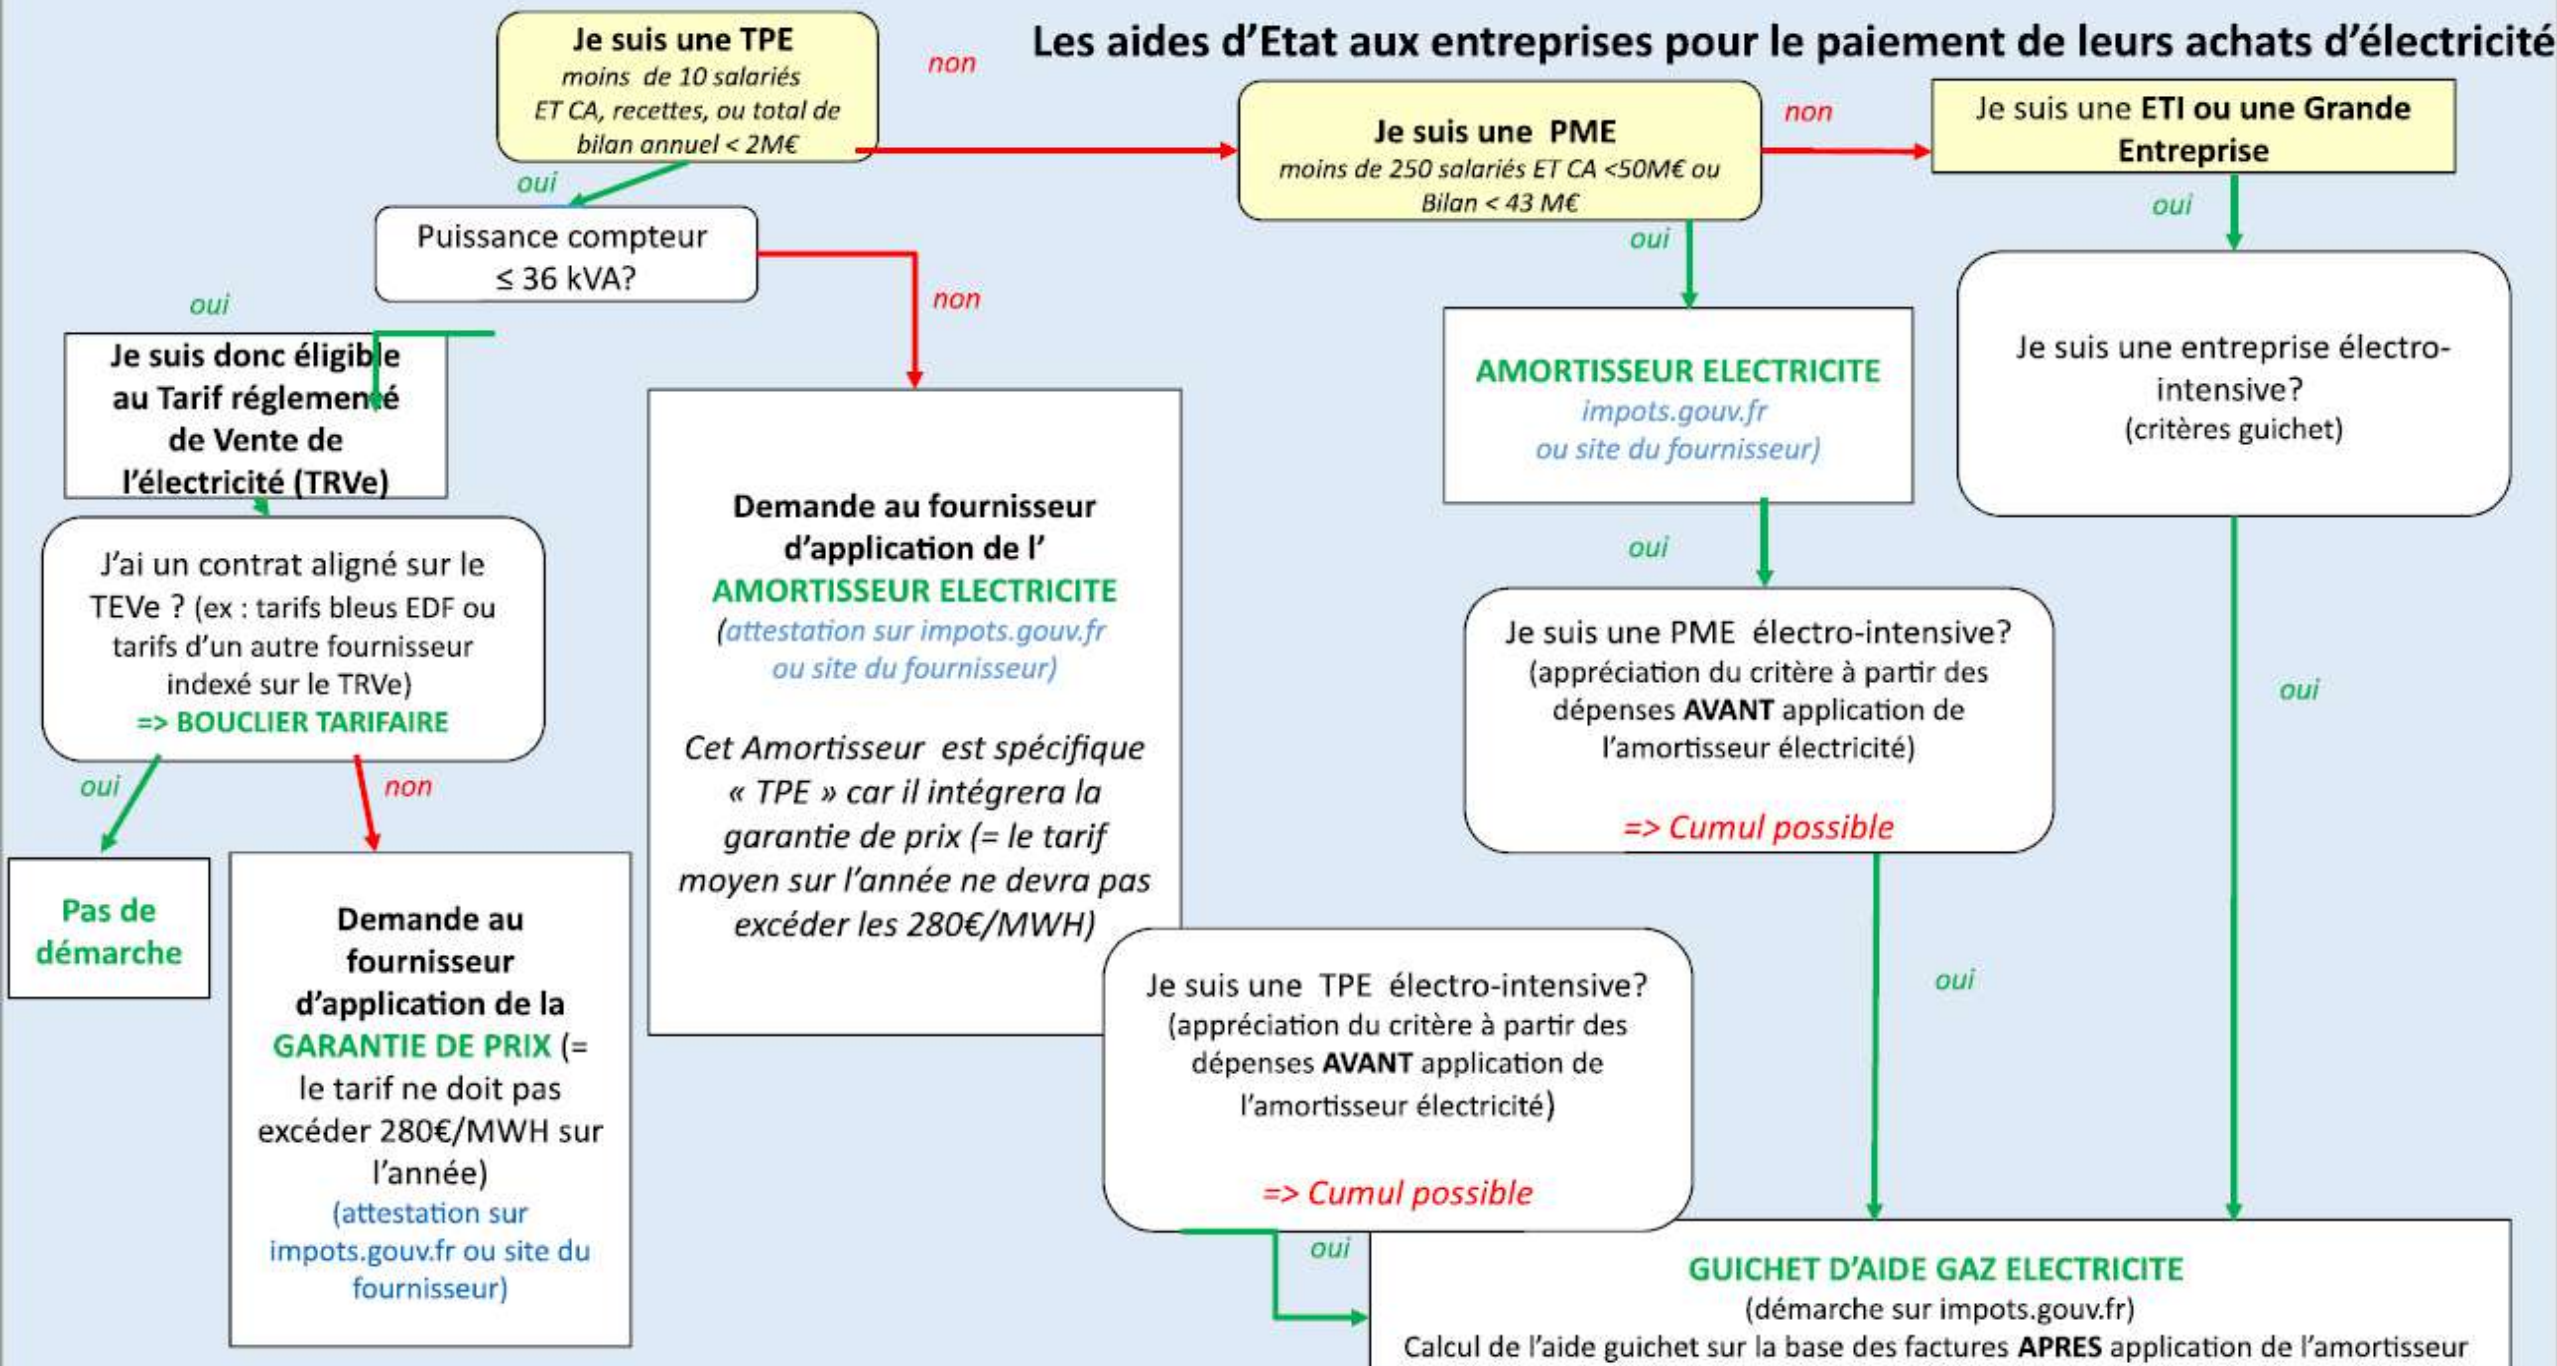 Les aides d'Etat aux entreprises pour le paiement de leurs achats d'électricité
Je suis une TPE
moins de 10 salariés
ET CA, recettes, ou total de
bilan annuel < 2M€
non
oui
Je suis une PME
moins de 250 salariés ET CA <50M€ ou
Bilan < 43 M€
non
oui
Je suis une ETI ou une Grande
Entreprise
oui
Puissance compteur
≤ 36 kVA?
oui
non
Je suis donc éligible
au Tarif réglementé
de Vente de
l'électricité (TRVe)
J'ai un contrat aligné sur le
TEVe ? (ex : tarifs bleus EDF ou
tarifs d'un autre fournisseur
indexé sur le TRVe)
=> BOUCLIER TARIFAIRE
oui
non
Pas de
démarche
Demande au
fournisseur
d'application de la
GARANTIE DE PRIX (=
le tarif ne doit pas
excéder 280€/MWH sur
l'année)
(attestation sur
impots.gouv.fr ou site du
fournisseur)
Demande au fournisseur
d'application de l'
AMORTISSEUR ELECTRICITE
(attestation sur impots.gouv.fr
ou site du fournisseur)
Cet Amortisseur est spécifique
« TPE » car il intégrera la
garantie de prix (= le tarif
moyen sur l'année ne devra pas
excéder les 280€/MWH)
Je suis une TPE électro-intensive?
(appréciation du critère à partir des
dépenses AVANT application de
l'amortisseur électricité)
=> Cumul possible
oui
AMORTISSEUR ELECTRICITE
impots.gouv.fr
ou site du fournisseur)
oui
Je suis une PME électro-intensive?
(appréciation du critère à partir des
dépenses AVANT application de
l'amortisseur électricité)
=> Cumul possible
oui
Je suis une entreprise électro-
intensive?
(critères guichet)
oui
GUICHET D'AIDE GAZ ELECTRICITE
(démarche sur impots.gouv.fr)
Calcul de l'aide guichet sur la base des factures APRES application de l'amortisseur